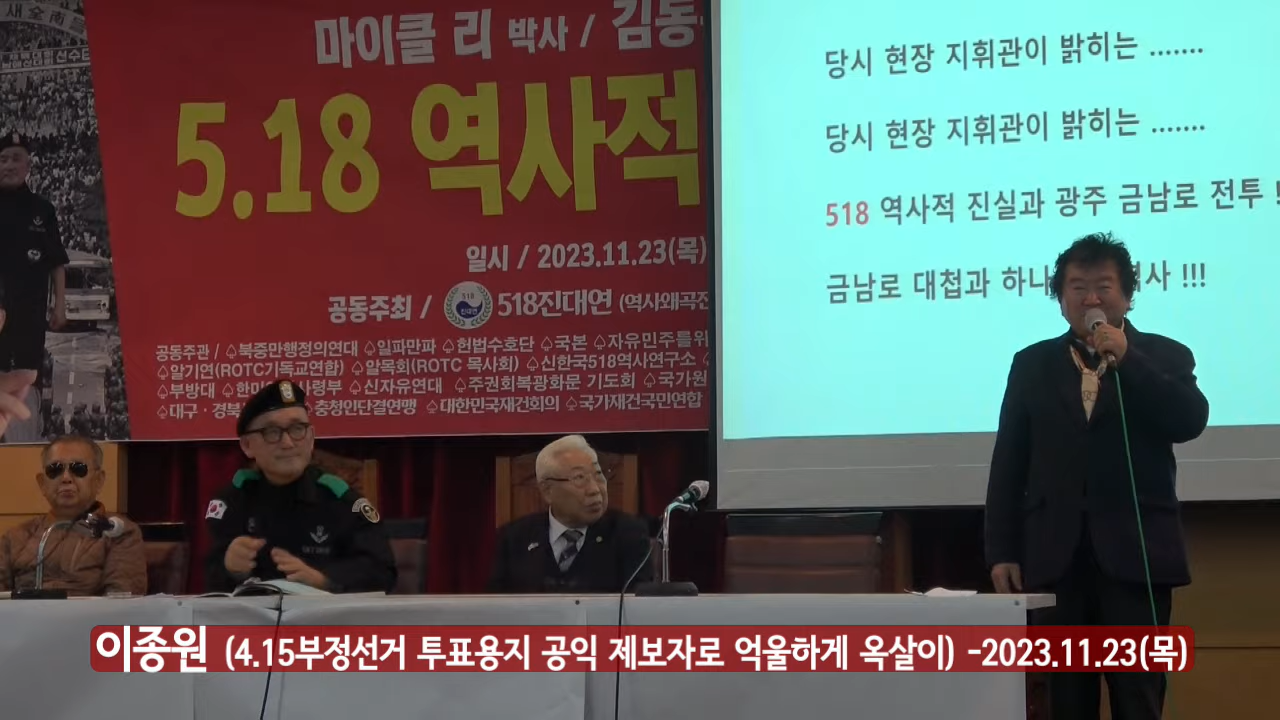 마이클 리 박사 / 김동
5.18 역사적
일시 / 2023.11.23(목)
공동주최 / 518진대연 (역사왜곡진
공동주관 / ♤북중만행정의연대 ♤일파만파 ♤헌법수호단 ♤국본 ♤자유민주를위
♤알기연(ROTC기독교연합) ♤알목회(ROTC 목사회) ♤신한국518역사연구소
♤부방대 ♤한미 사령부 ♤신자유연대 ♤주권회복광화문 기도회 ♤국가원
♤대구·경북 ♤충청인단결연맹 ♤대한민국재건회의 ♤국가재건국민연합
당시 현장 지휘관이 밝히는 .......
당시 현장 지휘관이 밝히는 .......
518 역사적 진실과 광주 금남로 전투 !
금남로 대첩과 하나 역사 !!!
이종원 (4.15부정선거 투표용지 공익 제보자로 억울하게 옥살이) -2023.11.23(목)